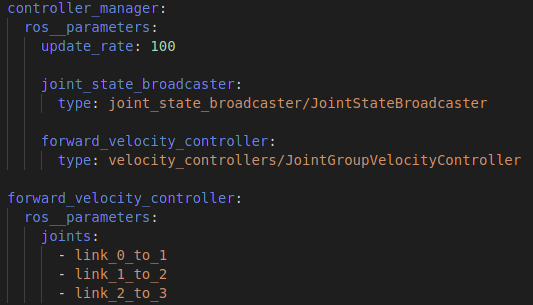 controller_manager:
  ros__parameters:
    update_rate: 100

    joint_state_broadcaster:
      type: joint_state_broadcaster/JointStateBroadcaster

    forward_velocity_controller:
      type: velocity_controllers/JointGroupVelocityController

forward_velocity_controller:
  ros__parameters:
    joints:
      - link_0_to_1
      - link_1_to_2
      - link_2_to_3